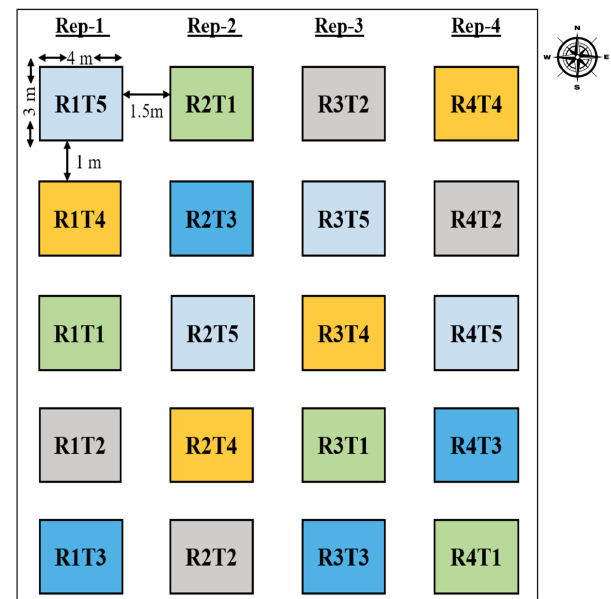 Rep-1 Rep-2 Rep-3 Rep-4
N
W E
S
4 m
3 m
1.5m
R1T5 R2T1 R3T2 R4T4
1 m
R1T4 R2T3 R3T5 R4T2
R1T1 R2T5 R3T4 R4T5
R1T2 R2T4 R3T1 R4T3
R1T3 R2T2 R3T3 R4T1